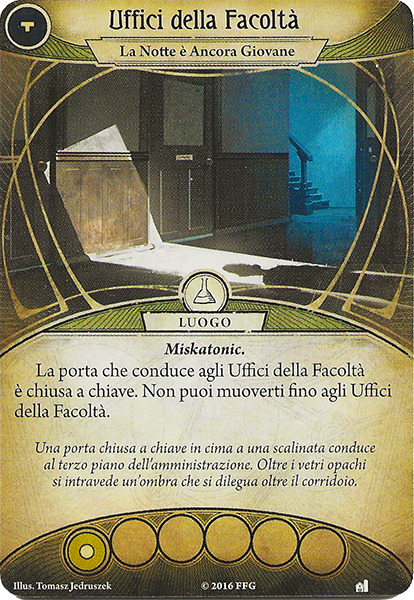 Uffici della Facoltà
La Notte è Ancora Giovane
LUOGO
Miskatonic.
La porta che conduce agli Uffici della Facoltà
è chiusa a chiave. Non puoi muoverti fino agli Uffici
della Facoltà.
Una porta chiusa a chiave in cima a una scalinata conduce
al terzo piano dell'amministrazione. Oltre i vetri opachi
si intravede un'ombra che si dilegua oltre il corridoio.
Illus. Tomasz Jedruszek
© 2016 FFG